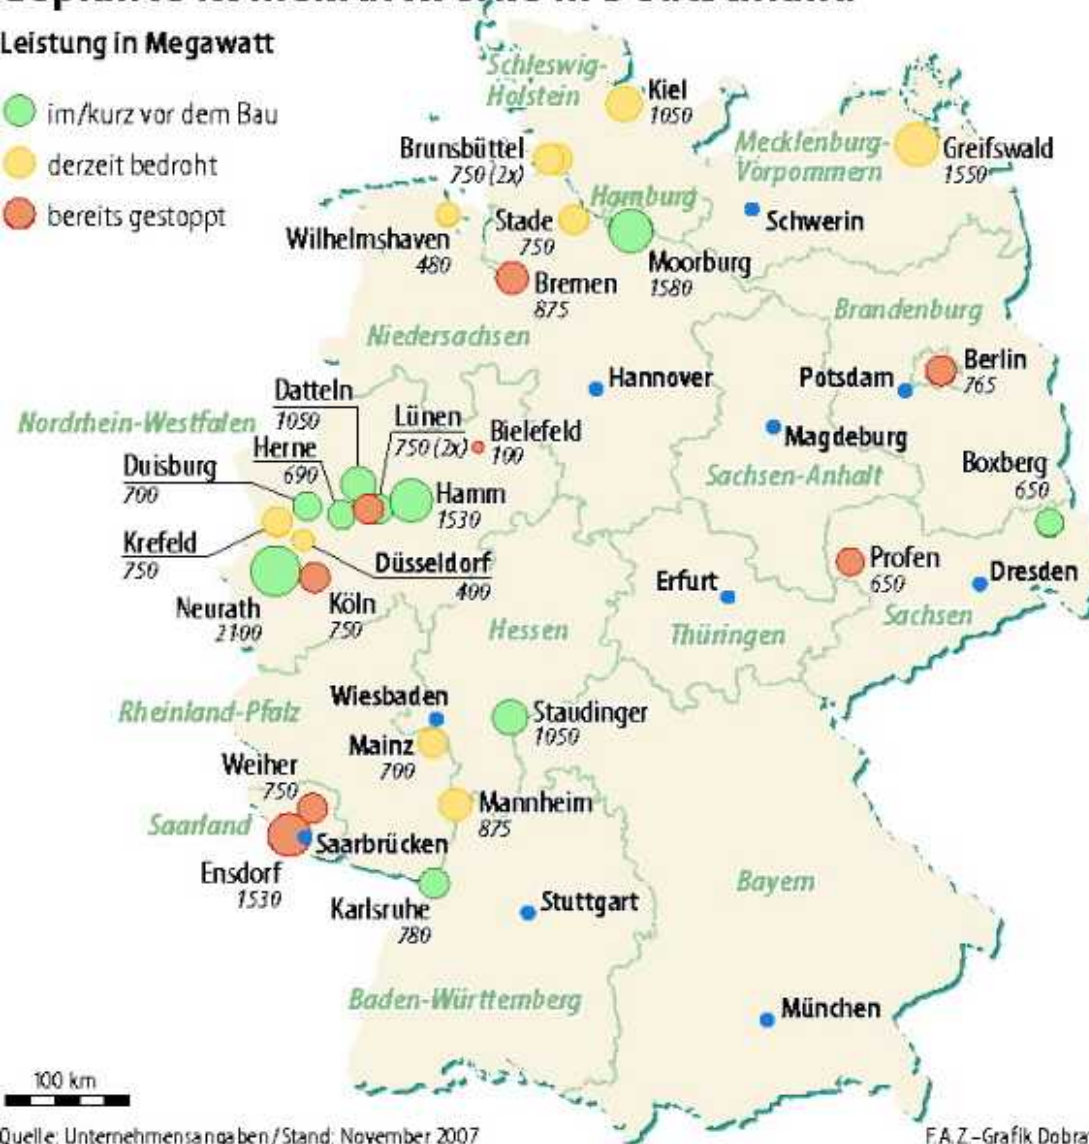 Leistung in Megawatt
im/kurz vor dem Bau
derzeit bedroht
bereits gestoppt
Schleswig-
Holstein
Kiel
1050
Brunsbüttel
750 (2x)
Mecklenburg-
Vorpommern
Greifswald
1550
Hamburg
Schwerin
Wilhelmshaven
480
Stade
750
Moorburg
1580
Bremen
875
Niedersachsen
Brandenburg
Hannover
Potsdam
Berlin
765
Magdeburg
Sachsen-Anhalt
Boxberg
650
Nordrhein-Westfalen
Datteln
1050
Lünen
750 (2x)
Bielefeld
100
Herne
690
Duisburg
700
Hamm
1530
Krefeld
750
Düsseldorf
400
Neurath
2100
Köln
750
Erfurt
Profen
650
Dresden
Sachsen
Hessen
Thüringen
Rheinland-Pfalz
Wiesbaden
Staudinger
1050
Mainz
700
Weiher
750
Mannheim
875
Saarland
Saarbrücken
Ensdorf
1530
Karlsruhe
780
Stuttgart
Bayern
Baden-Württemberg
München
100 km
Quelle: Unternehmensangaben / Stand: November 2007
F.A.Z.-Grafik Dobra